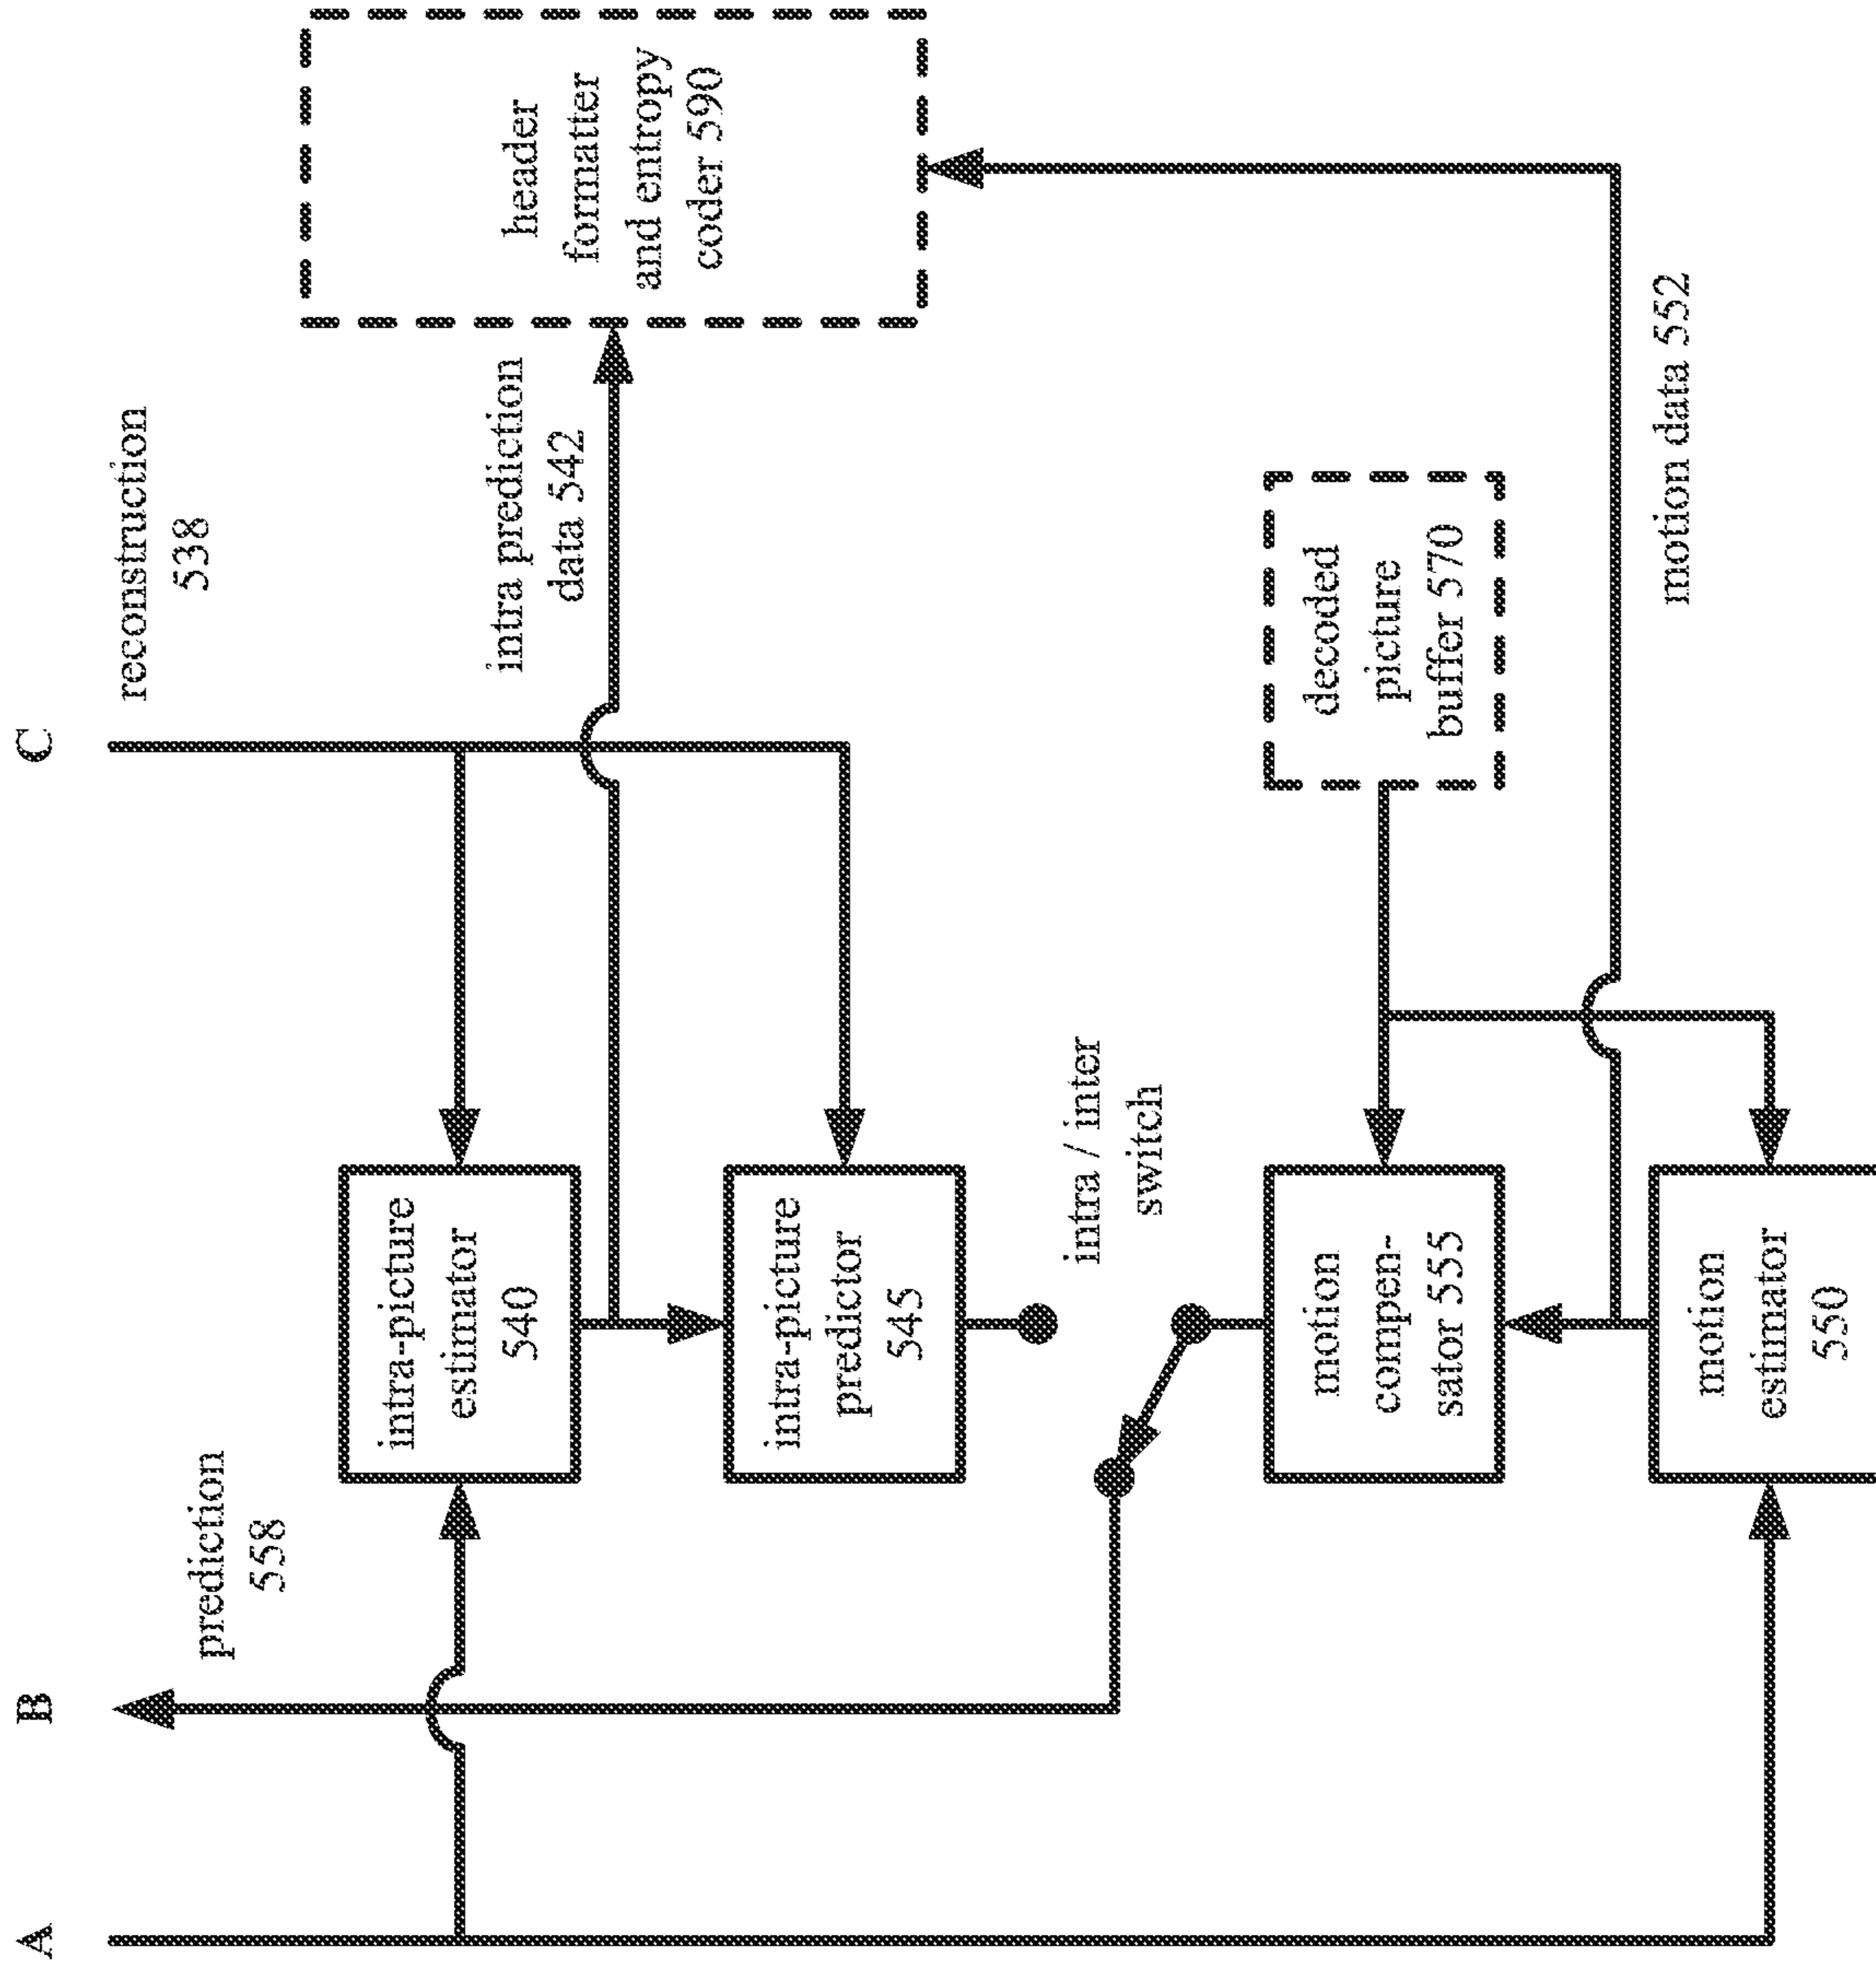 A
B
C
prediction
558
reconstruction
538
intra-picture
estimator
540
intra prediction
data 542
header
formatter
and entropy
coder 590
intra-picture
predictor
545
intra / inter
switch
motion
compen-
sator 555
decoded
picture
buffer 570
motion
estimator
550
motion data 552